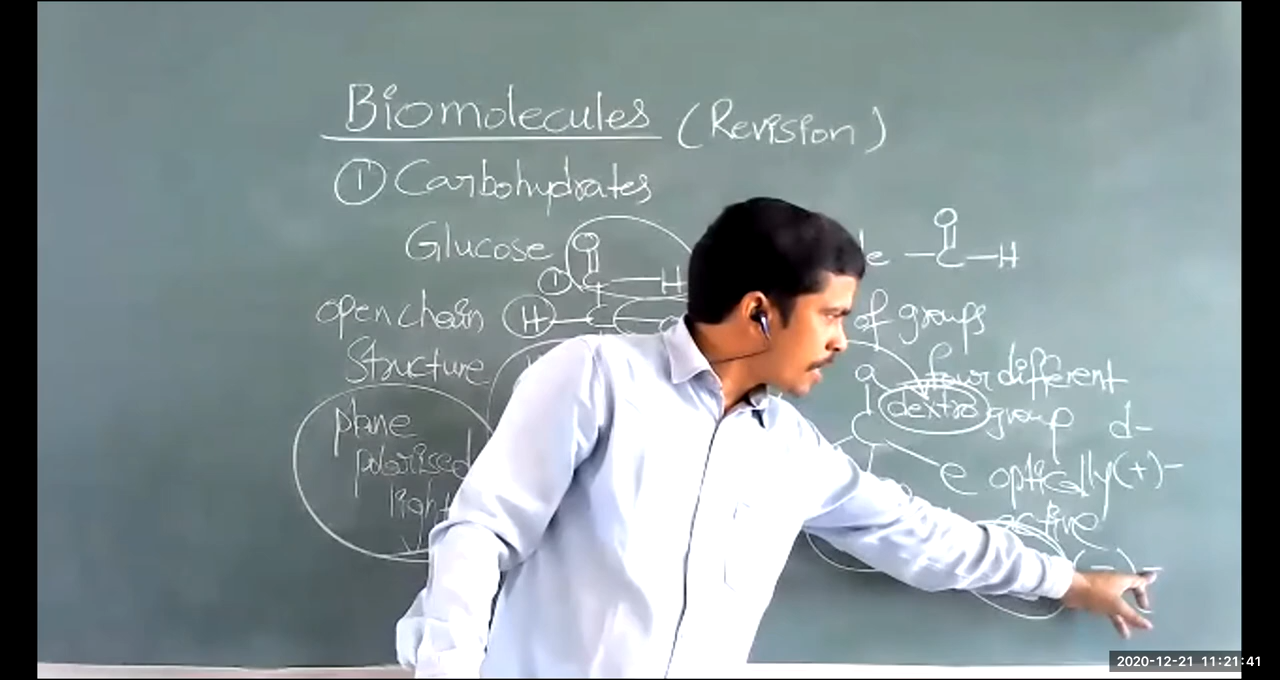 Biomolecules (Revision)
① Carbohydrates
Glucose O
① C—H
open chain H—C
Structure
plane
polarised
light
O
—C—H
of groups
a four different
dextro group d-
C
e optically (+)-
active
(-)-
2020-12-21 11:21:41